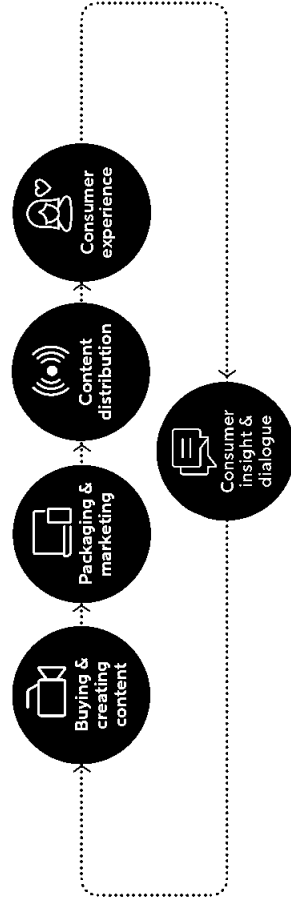 Buying &
creating
content
Packaging &
marketing
Content
distribution
Consumer
experience
Consumer
insight &
dialogue